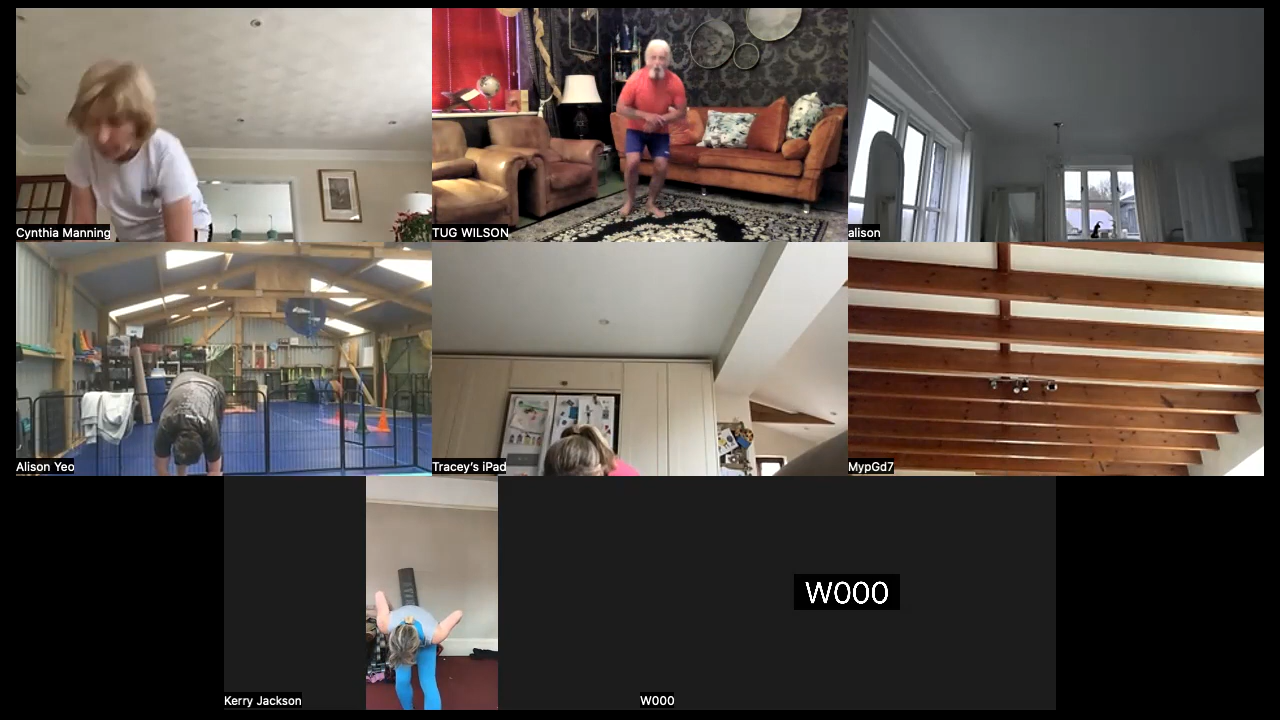 Cynthia Manning
TUG WILSON
alison
Alison Yeo
Tracey's iPad
MypGd7
Kerry Jackson
W000
W000